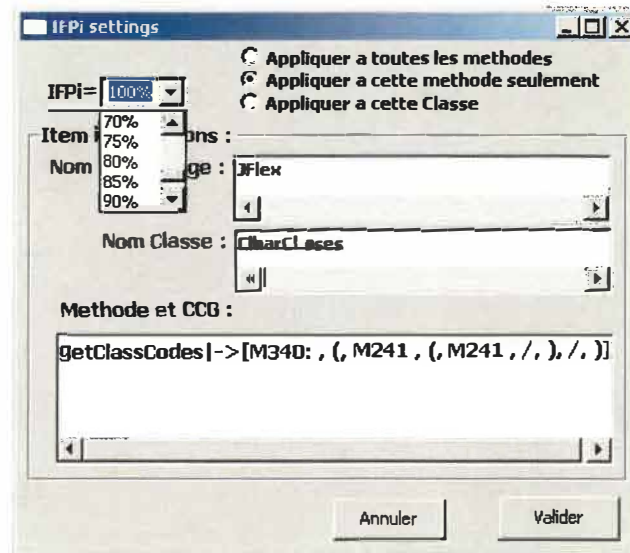 IFPi settings
Appliquer a toutes les methodes
Appliquer a cette methode seulement
Appliquer a cette Classe
IFPi= 100%
70%
75%
80%
85%
90%
Item ons :
Nom ge : JFlex
Nom Classe :
Methode et CCG :
getClassCodes|->[M340: , (, M241 , (, M241 , /, ), /, )]
Annuler Valider